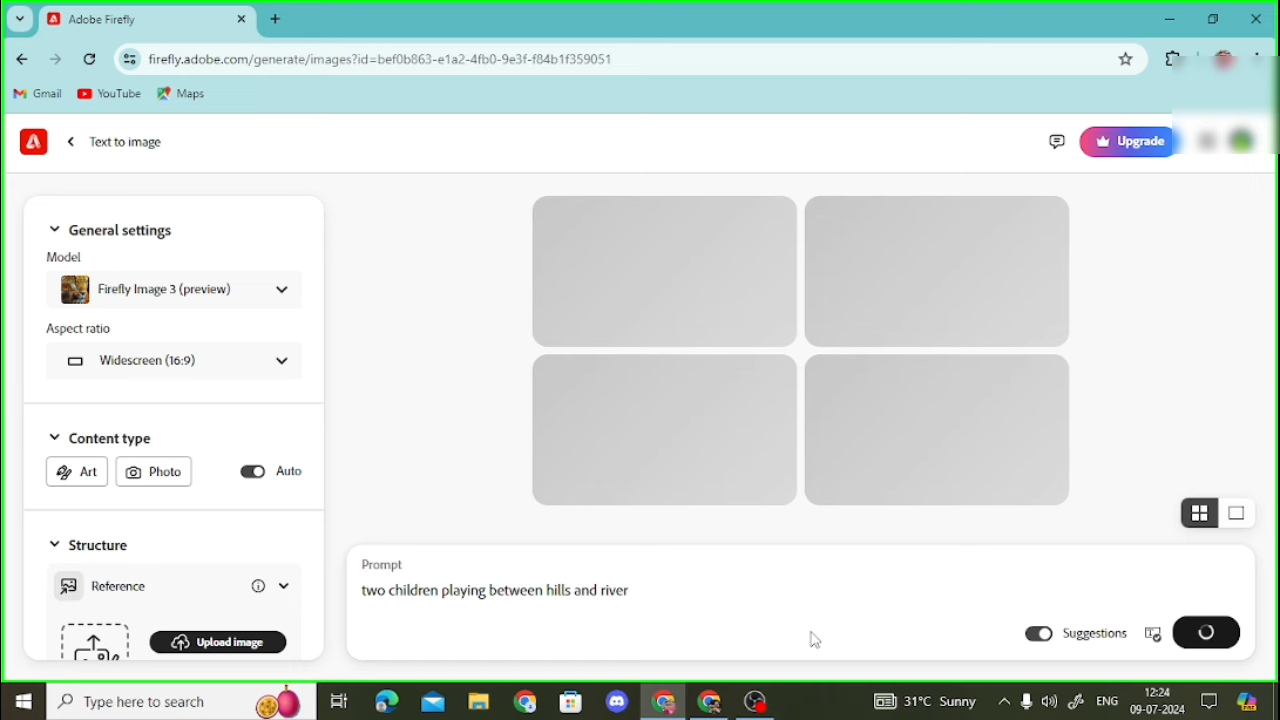 Adobe Firefly
firefly.adobe.com/generate/images?id=bef0b863-e1a2-4fb0-9e3f-f84b1f359051
Gmail YouTube Maps
Text to image
Upgrade
General settings
Model
Firefly Image 3 (preview)
Aspect ratio
Widescreen (16:9)
Content type
Art Photo Auto
Structure
Reference
Upload image
Prompt
two children playing between hills and river
Suggestions
Type here to search
31°C Sunny
ENG
12:24
09-07-2024